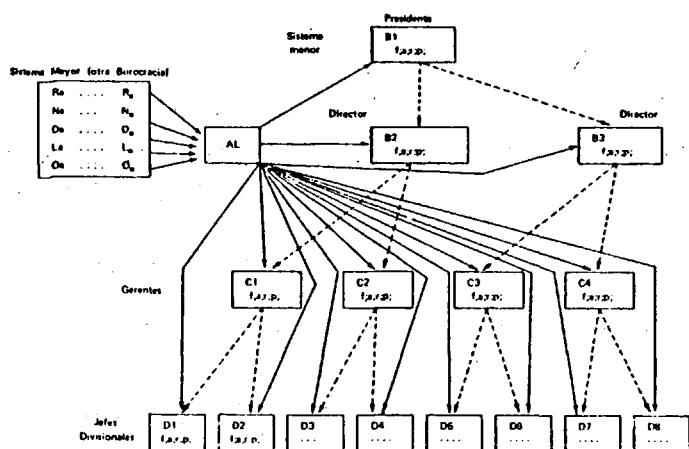 Presidente
Sistema menor
B1
f,a,r,p;
Sistema Mayor (otra Burocracia)
Re .... Rₑ
Ne .... Nₑ
De .... Dₑ
Le .... Lₑ
Oe .... Oₑ
AL
Director
B2
f,a,r,p;
Director
B3
f,a,r,p;
Gerentes
C1
f,a,r,p;
C2
f,a,r,p;
C3
f,a,r,p;
C4
f,a,r,p;
Jefes Divisionales
D1
f,a,r,p;
D2
f,a,r,p;
D3
....
D4
....
D5
....
D6
....
D7
....
D8
....